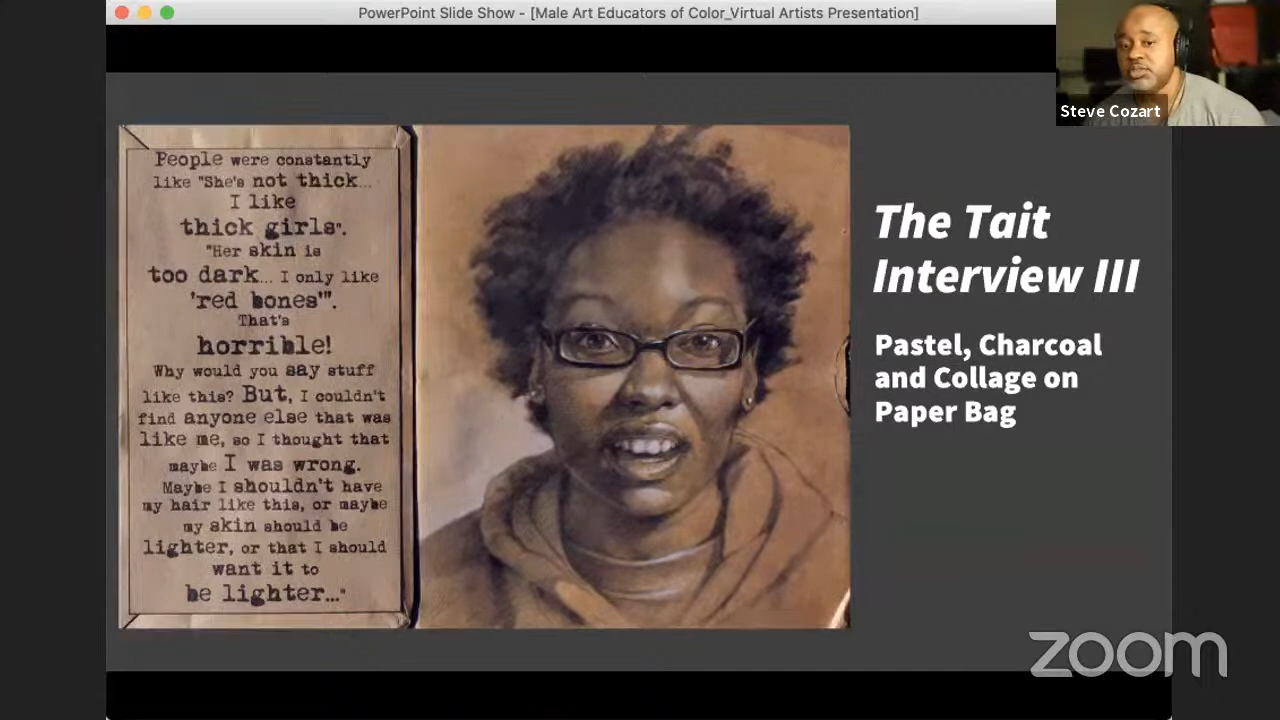 PowerPoint Slide Show - [Male Art Educators of Color_Virtual Artists Presentation]
Steve Cozart
People were constantly
like "She's not thick...
I like
thick girls".
"Her skin is
too dark... I only like
'red bones'".
That's
horrible!
Why would you say stuff
like this? But, I couldn't
find anyone else that was
like me, so I thought that
maybe I was wrong.
Maybe I shouldn't have
my hair like this, or maybe
my skin should be
lighter, or that I should
want it to
be lighter..."
The Tait
Interview III
Pastel, Charcoal
and Collage on
Paper Bag
zoom